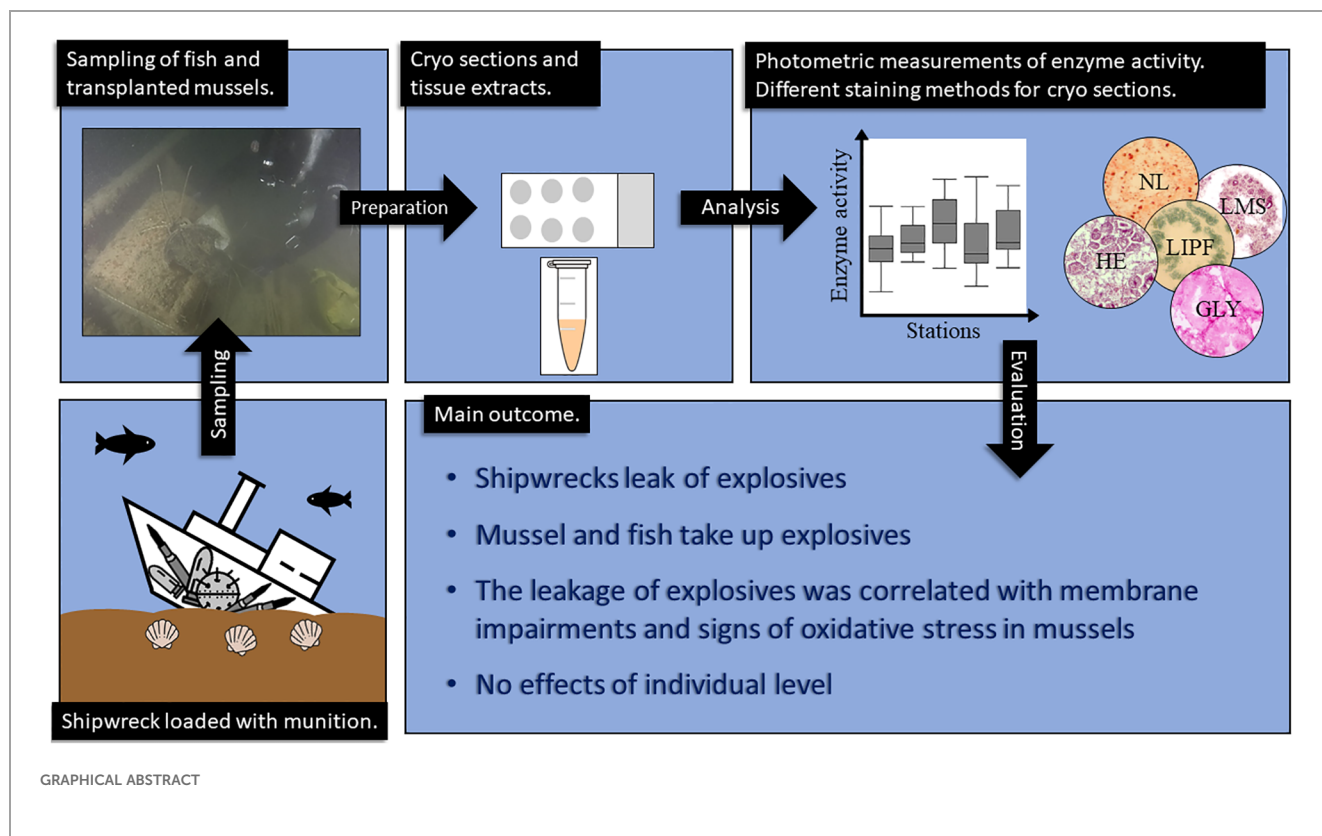 Sampling of fish and
transplanted mussels.
Preparation
Cryo sections and
tissue extracts.
Analysis
Photometric measurements of enzyme activity.
Different staining methods for cryo sections.
Enzyme activity
Stations
NL
LMS
HE
LIPF
GLY
Sampling
Evaluation
Shipwreck loaded with munition.
Main outcome.
• Shipwrecks leak of explosives
• Mussel and fish take up explosives
• The leakage of explosives was correlated with membrane
impairments and signs of oxidative stress in mussels
• No effects of individual level
GRAPHICAL ABSTRACT